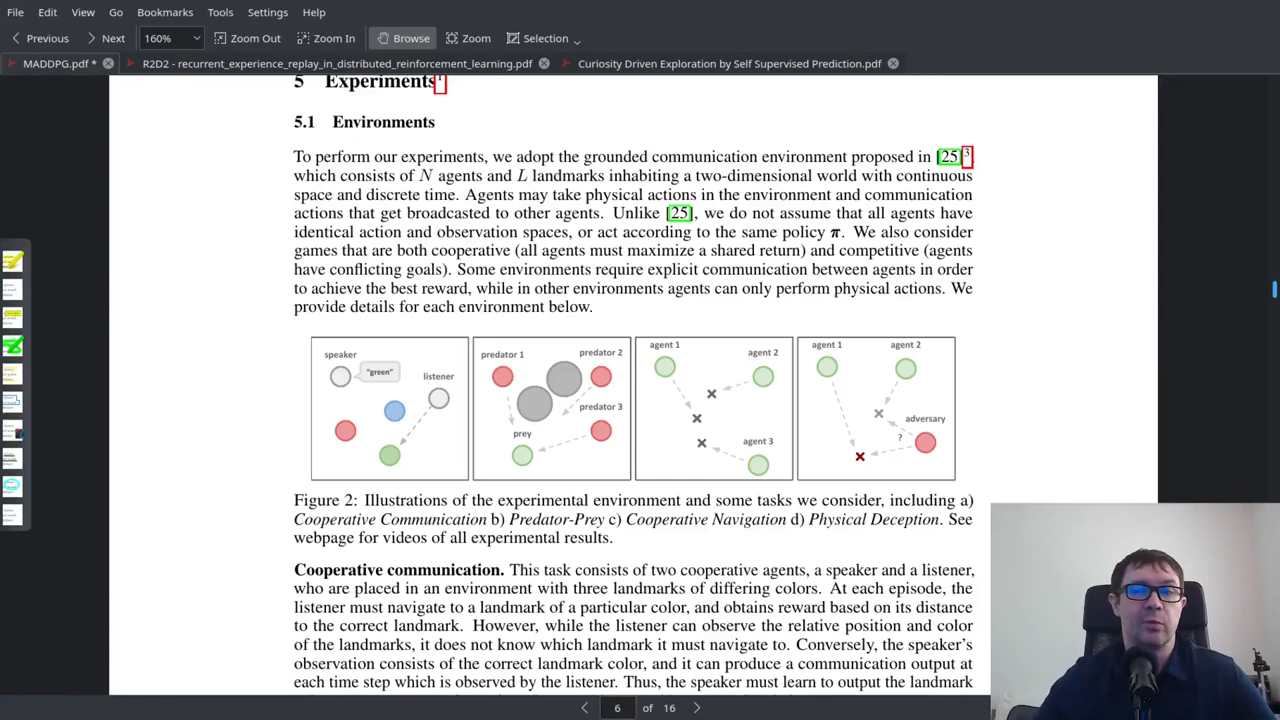 File Edit View Go Bookmarks Tools Settings Help
Previous Next 160% Zoom Out Zoom In Browse Zoom Selection
MADDPG.pdf * R2D2 - recurrent_experience_replay_in_distributed_reinforcement_learning.pdf Curiosity Driven Exploration by Self Supervised Prediction.pdf
5 Experiments1
5.1 Environments
To perform our experiments, we adopt the grounded communication environment proposed in [25]3,
which consists of N agents and L landmarks inhabiting a two-dimensional world with continuous
space and discrete time. Agents may take physical actions in the environment and communication
actions that get broadcasted to other agents. Unlike [25], we do not assume that all agents have
identical action and observation spaces, or act according to the same policy π. We also consider
games that are both cooperative (all agents must maximize a shared return) and competitive (agents
have conflicting goals). Some environments require explicit communication between agents in order
to achieve the best reward, while in other environments agents can only perform physical actions. We
provide details for each environment below.
speaker
"green"
listener
predator 1
predator 2
predator 3
prey
agent 1
agent 2
agent 3
agent 1
agent 2
adversary
?
Figure 2: Illustrations of the experimental environment and some tasks we consider, including a)
Cooperative Communication b) Predator-Prey c) Cooperative Navigation d) Physical Deception. See
webpage for videos of all experimental results.
Cooperative communication. This task consists of two cooperative agents, a speaker and a listener,
who are placed in an environment with three landmarks of differing colors. At each episode, the
listener must navigate to a landmark of a particular color, and obtains reward based on its distance
to the correct landmark. However, while the listener can observe the relative position and color
of the landmarks, it does not know which landmark it must navigate to. Conversely, the speaker's
observation consists of the correct landmark color, and it can produce a communication output at
each time step which is observed by the listener. Thus, the speaker must learn to output the landmark
6 of 16